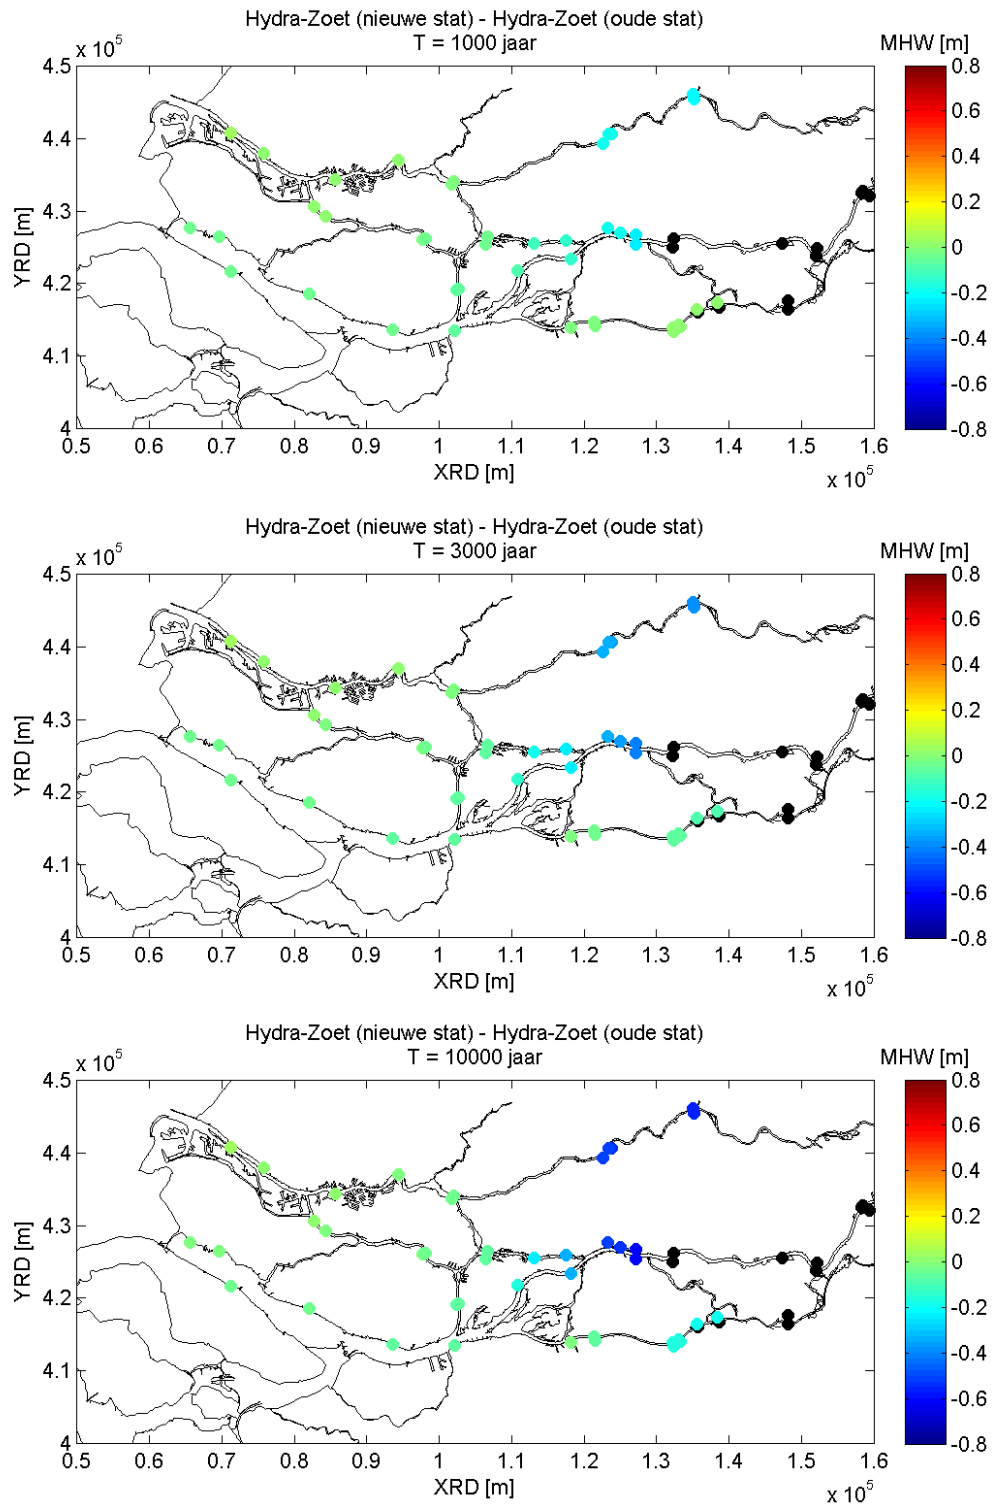 Hydra-Zoet (nieuwe stat) - Hydra-Zoet (oude stat)
T = 1000 jaar
x 10^5
MHW [m]
4.5
4.4
4.3
4.2
4.1
4
YRD [m]
0.5 0.6 0.7 0.8 0.9 1 1.1 1.2 1.3 1.4 1.5 1.6
XRD [m]
x 10^5
0.8
0.6
0.4
0.2
0
-0.2
-0.4
-0.6
-0.8
Hydra-Zoet (nieuwe stat) - Hydra-Zoet (oude stat)
T = 3000 jaar
x 10^5
MHW [m]
4.5
4.4
4.3
4.2
4.1
4
YRD [m]
0.5 0.6 0.7 0.8 0.9 1 1.1 1.2 1.3 1.4 1.5 1.6
XRD [m]
x 10^5
0.8
0.6
0.4
0.2
0
-0.2
-0.4
-0.6
-0.8
Hydra-Zoet (nieuwe stat) - Hydra-Zoet (oude stat)
T = 10000 jaar
x 10^5
MHW [m]
4.5
4.4
4.3
4.2
4.1
4
YRD [m]
0.5 0.6 0.7 0.8 0.9 1 1.1 1.2 1.3 1.4 1.5 1.6
XRD [m]
x 10^5
0.8
0.6
0.4
0.2
0
-0.2
-0.4
-0.6
-0.8